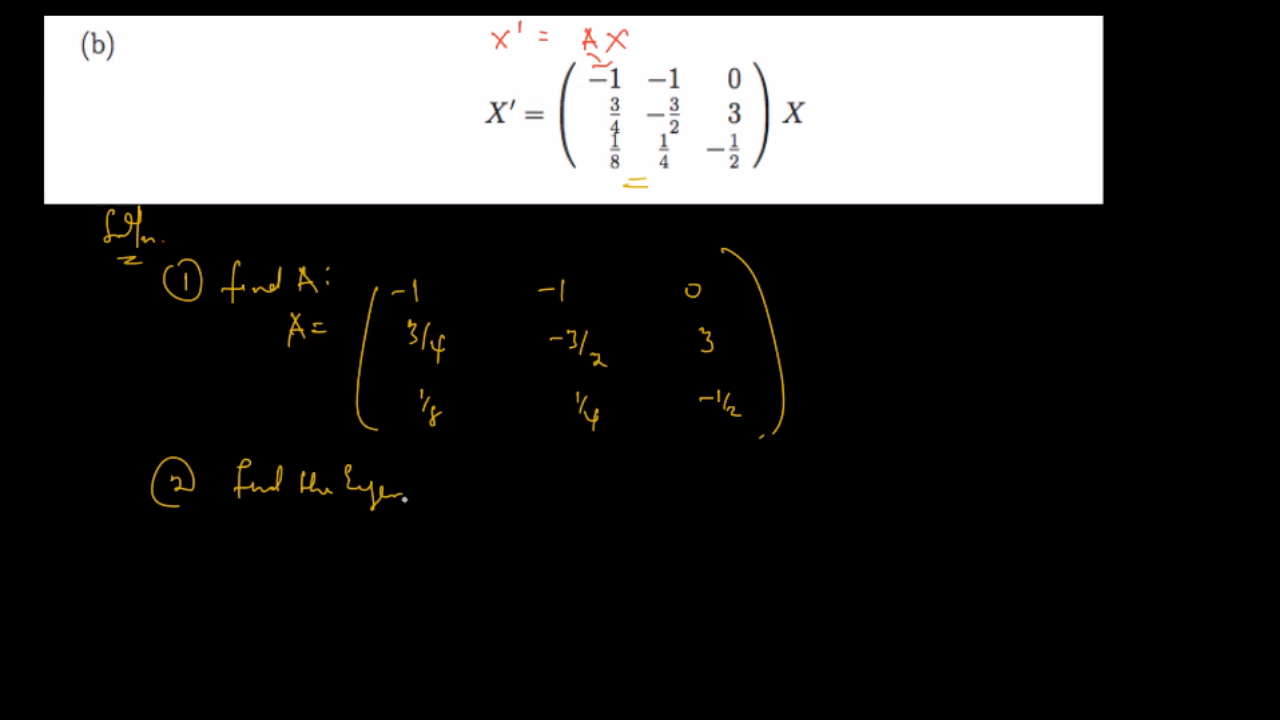 (b)
X' = AX
X' = ( −1 −1 0
3/4 −3/2 3
1/8 1/4 −1/2 ) X
Soln.
① find A:
A = ( -1 -1 0
3/4 -3/2 3
1/8 1/4 -1/2 )
② find the Eigen